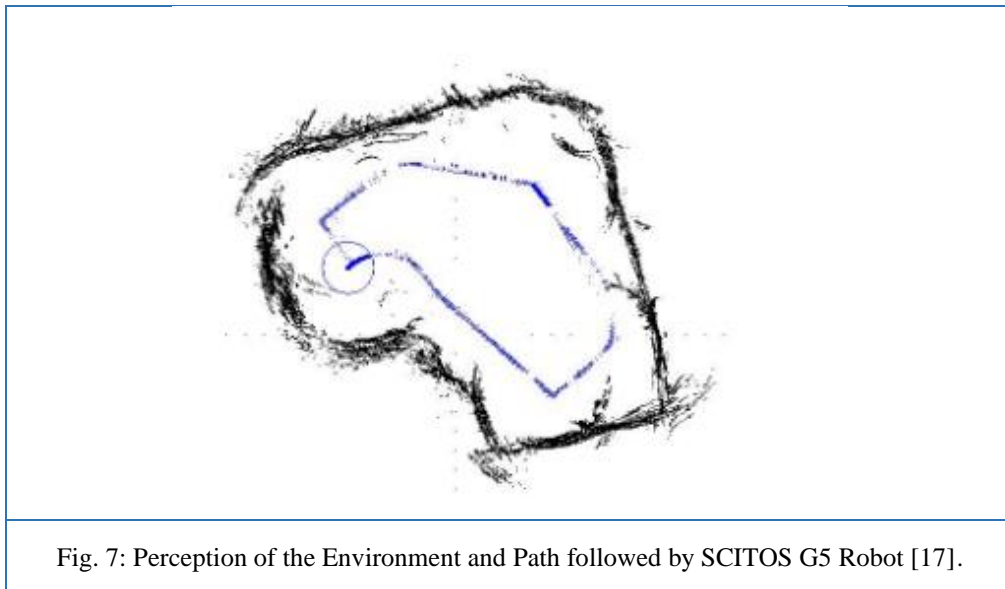 Fig. 7: Perception of the Environment and Path followed by SCITOS G5 Robot [17].